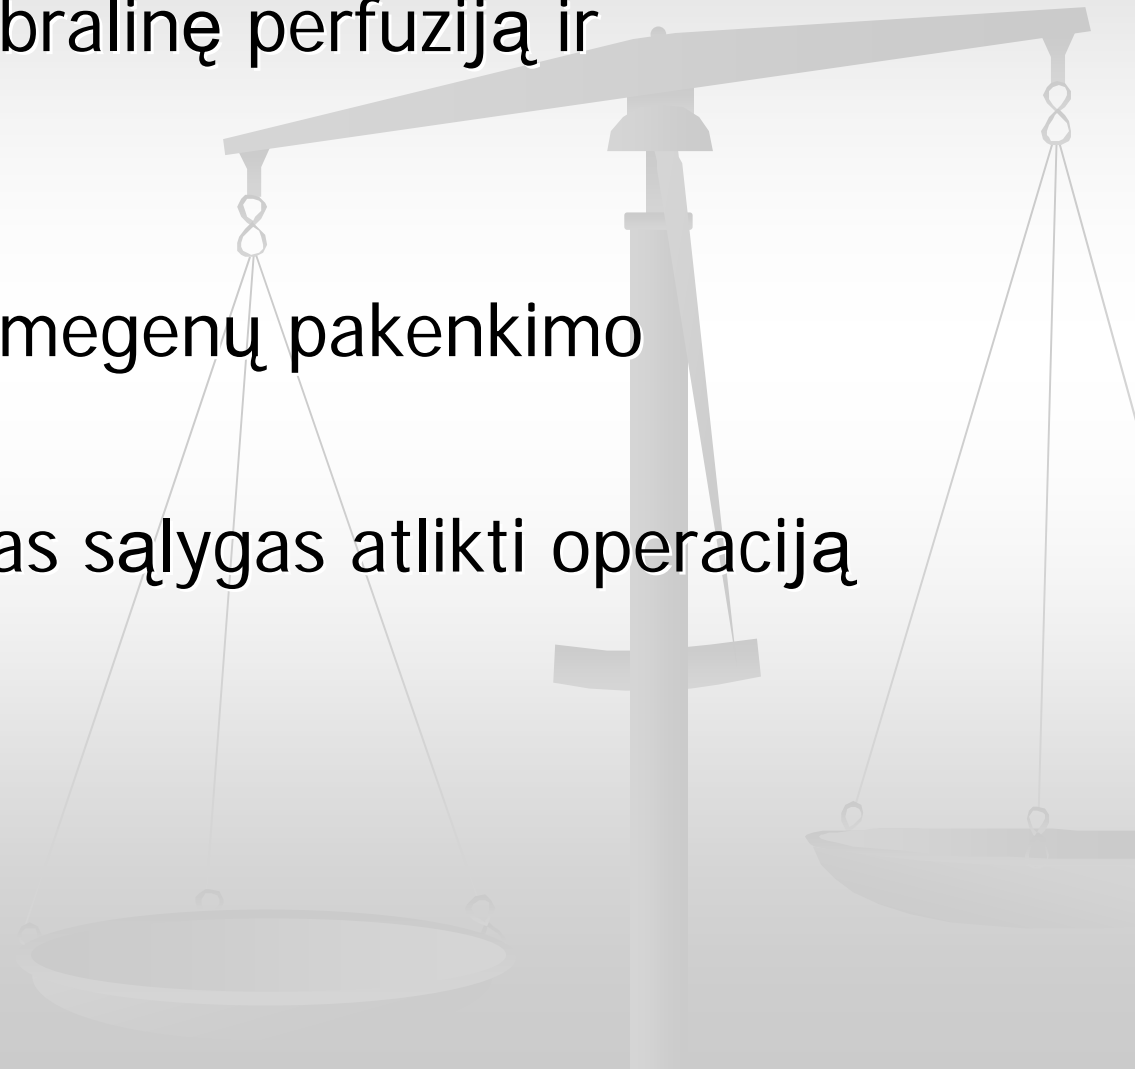 bralinę perfuziją ir
megenų pakenkimo
as sąlygas atlikti operaciją